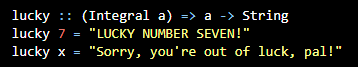 lucky :: (Integral a) => a -> String
lucky 7 = "LUCKY NUMBER SEVEN!"
lucky x = "Sorry, you're out of luck, pal!"